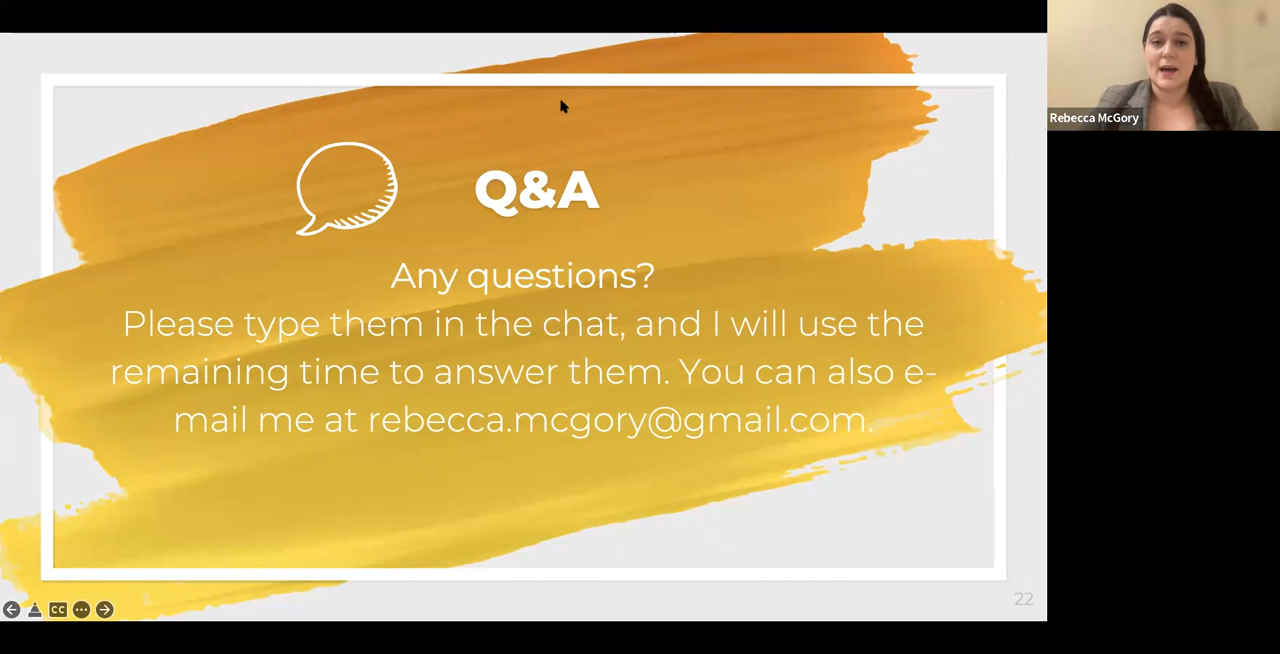 Q&A
Any questions?
Please type them in the chat, and I will use the
remaining time to answer them. You can also e-
mail me at rebecca.mcgory@gmail.com.
Rebecca McGory
CC
22